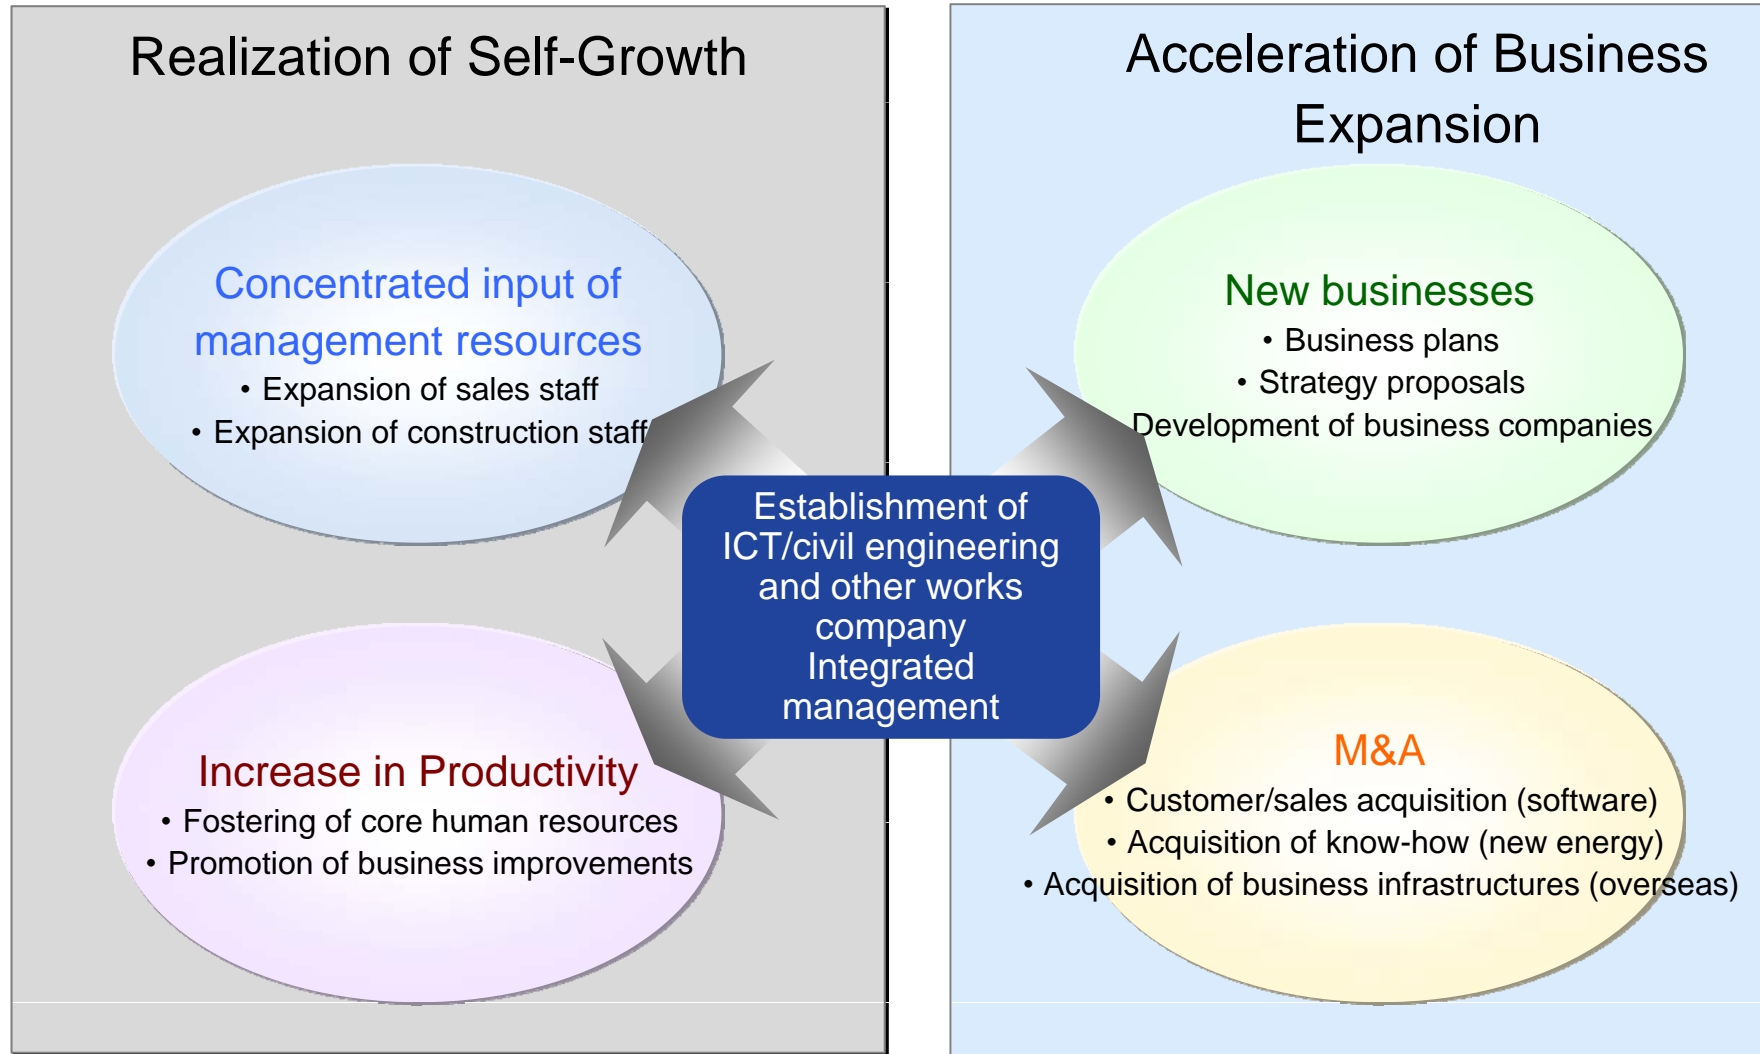 Realization of Self-Growth
Concentrated input of
management resources
• Expansion of sales staff
• Expansion of construction staff
Increase in Productivity
• Fostering of core human resources
• Promotion of business improvements
Establishment of
ICT/civil engineering
and other works
company
Integrated
management
Acceleration of Business
Expansion
New businesses
• Business plans
• Strategy proposals
Development of business companies
M&A
• Customer/sales acquisition (software)
• Acquisition of know-how (new energy)
• Acquisition of business infrastructures (overseas)